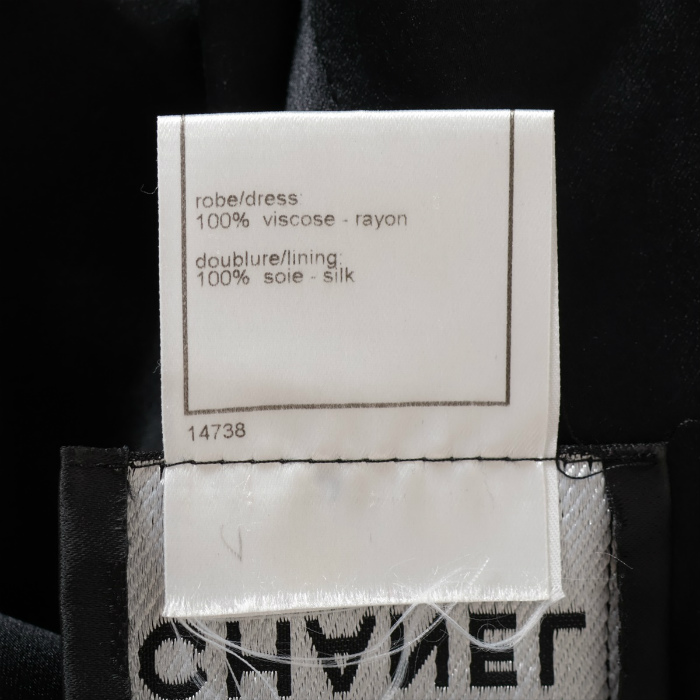 robe/dress:
100% viscose - rayon
doublure/lining:
100% soie - silk
14738
CHANEL